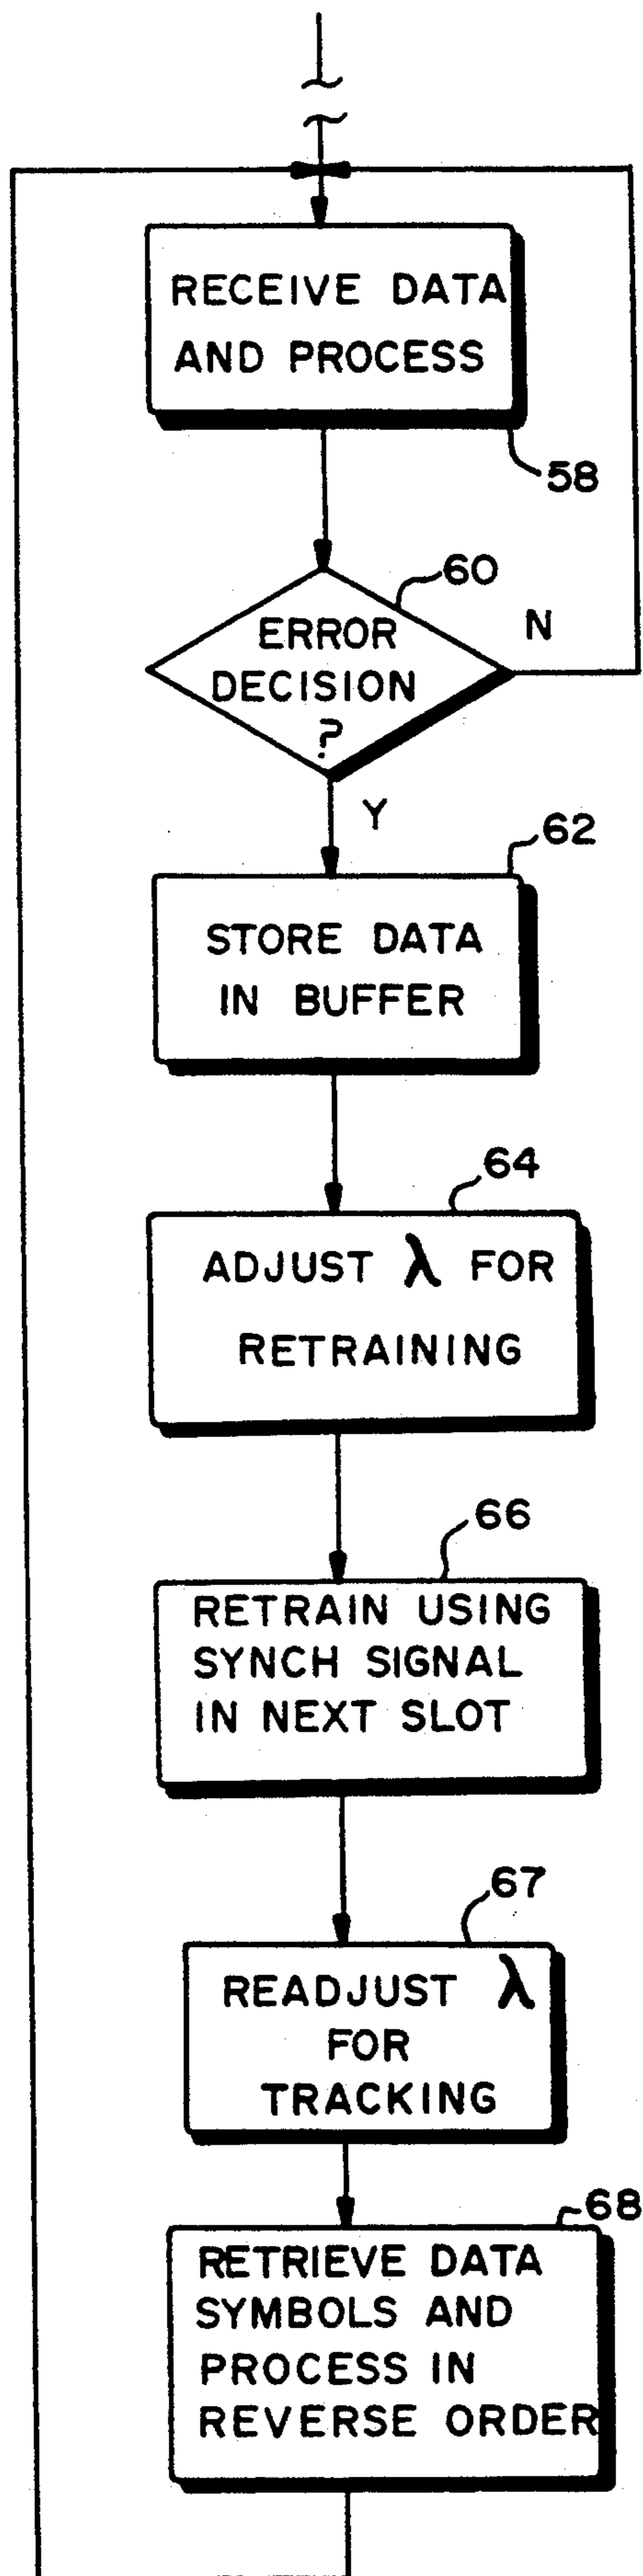 RECEIVE DATA
AND PROCESS
58
60
ERROR
DECISION
?
N
Y
62
STORE DATA
IN BUFFER
64
ADJUST λ FOR
RETRAINING
66
RETRAIN USING
SYNCH SIGNAL
IN NEXT SLOT
67
READJUST λ
FOR
TRACKING
68
RETRIEVE DATA
SYMBOLS AND
PROCESS IN
REVERSE ORDER